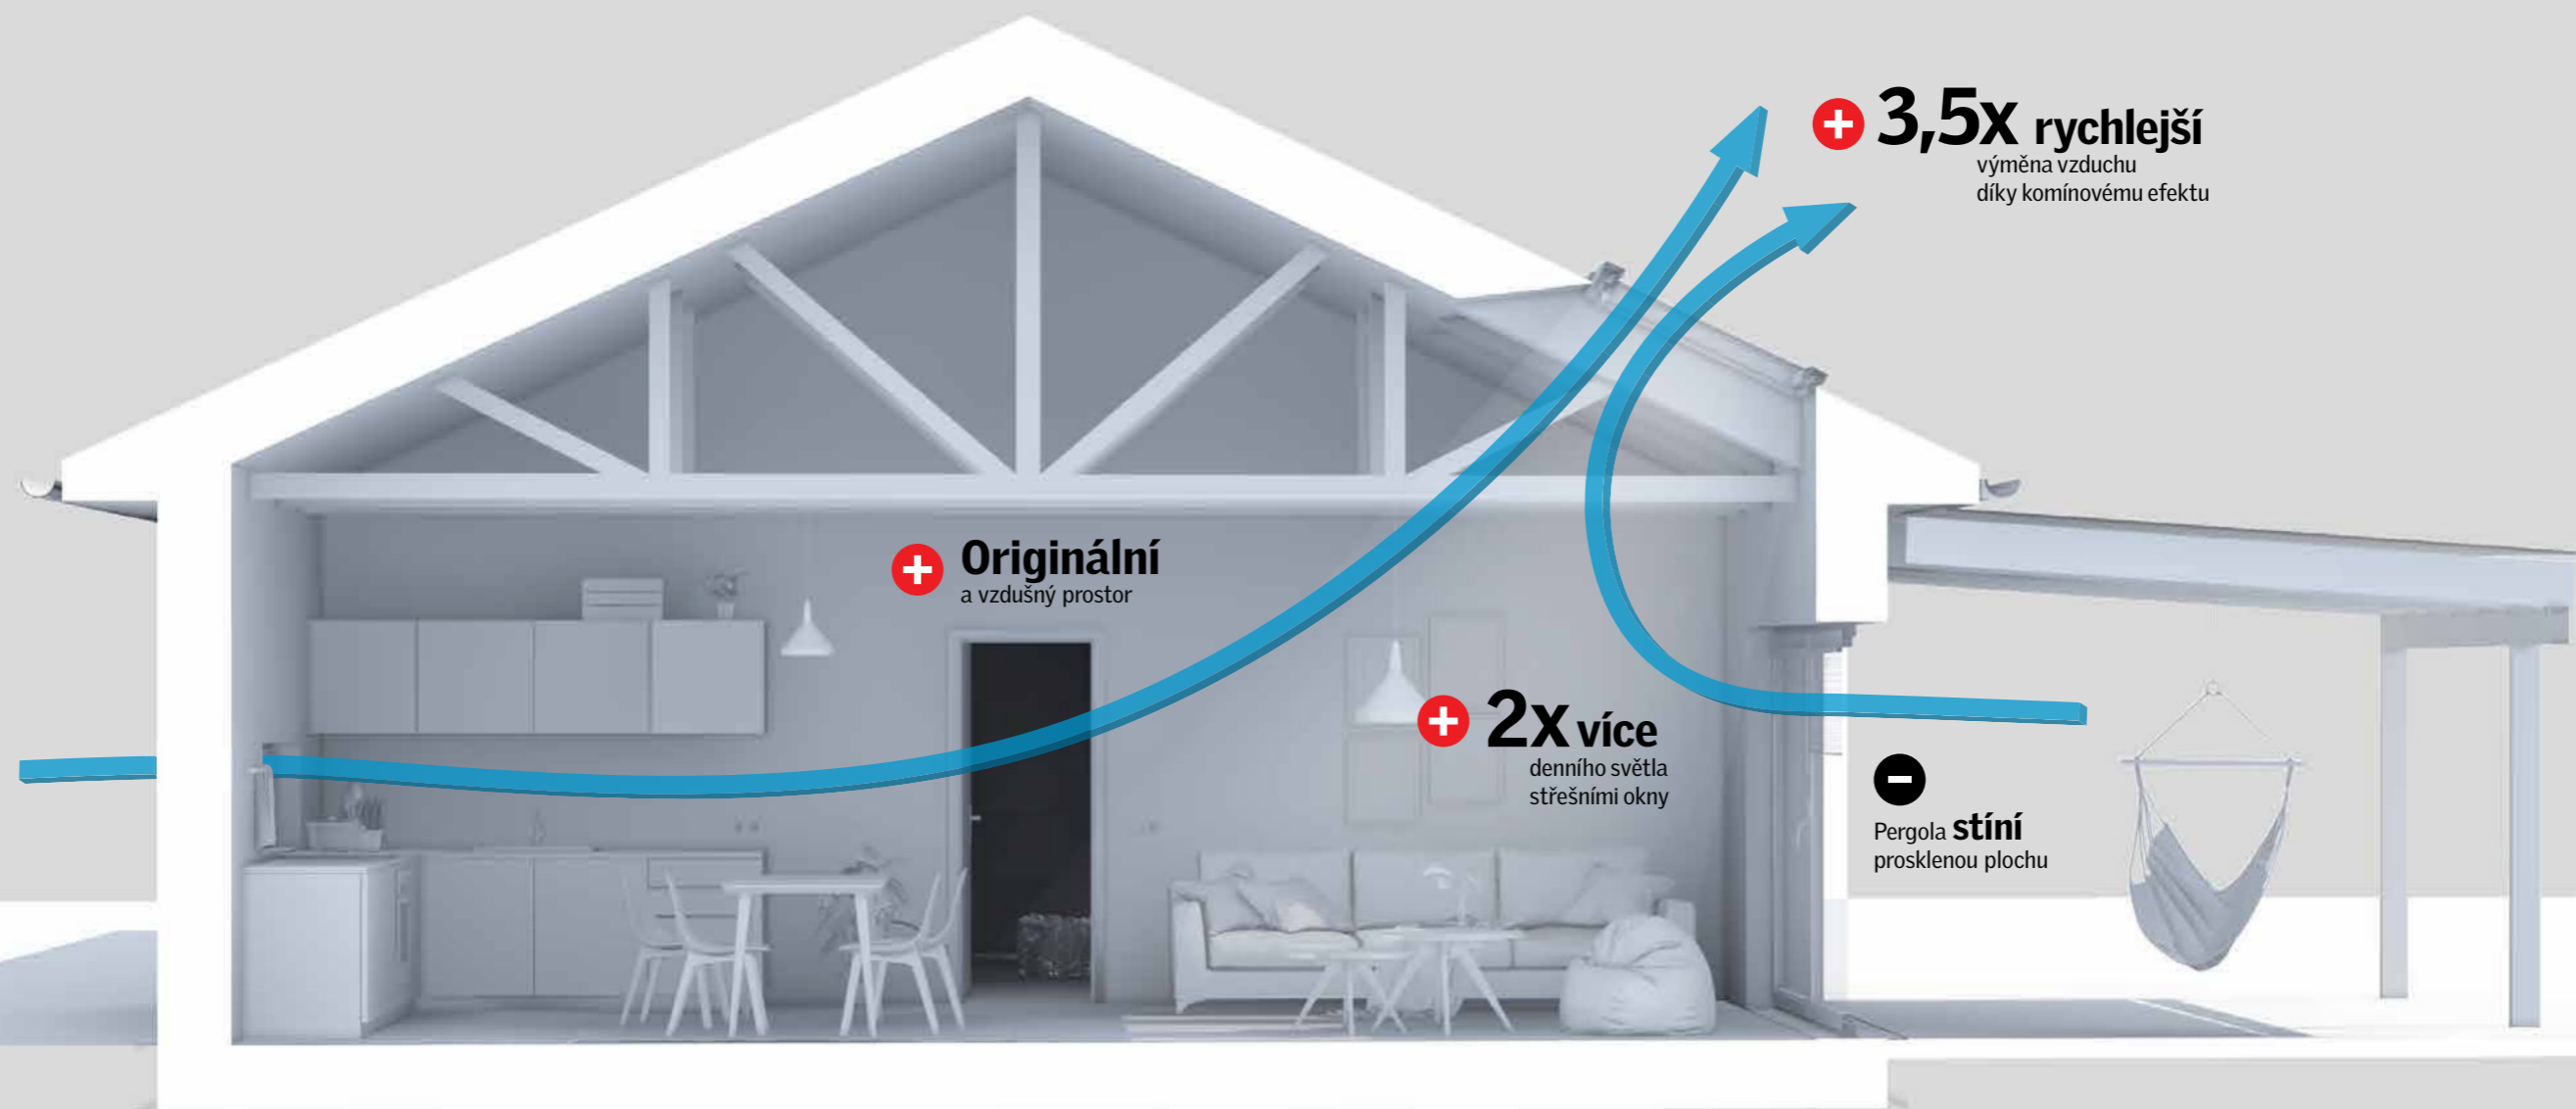 + 3,5x rychlejší
výměna vzduchu
díky komínovému efektu
+ Originální
a vzdušný prostor
+ 2x více
denního světla
střešními okny
−
Pergola stíní
prosklenou plochu